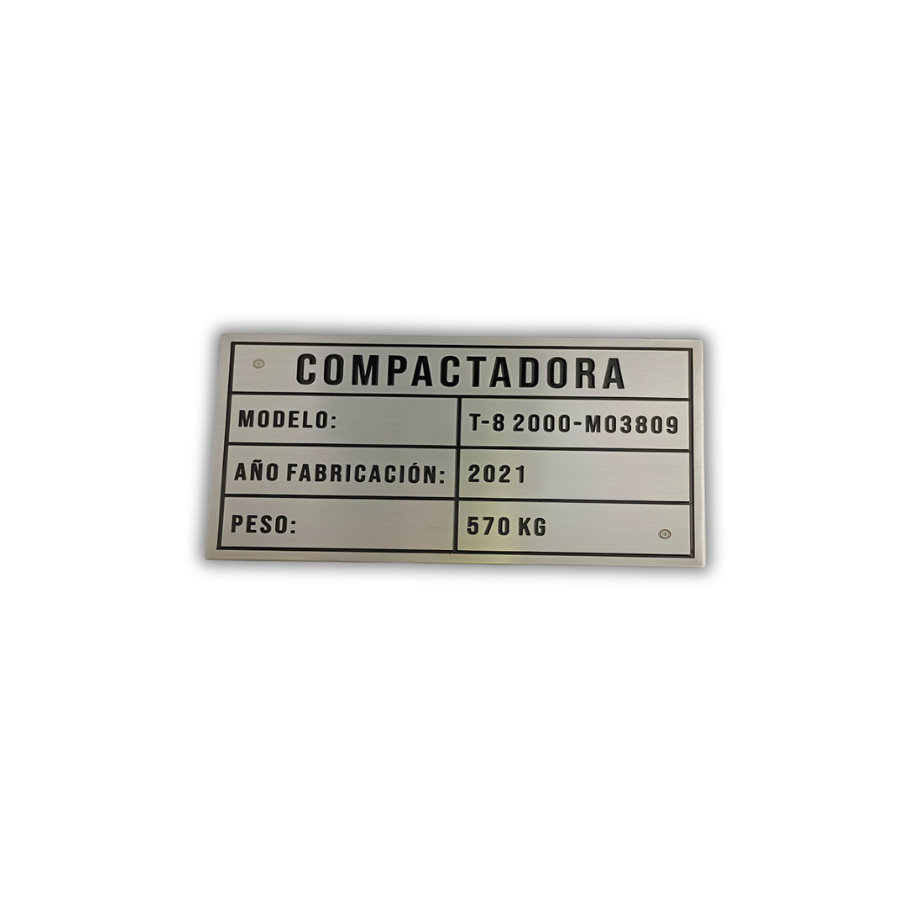 COMPACTADORA
MODELO: T-8 2000-M03809
AÑO FABRICACIÓN: 2021
PESO: 570 KG